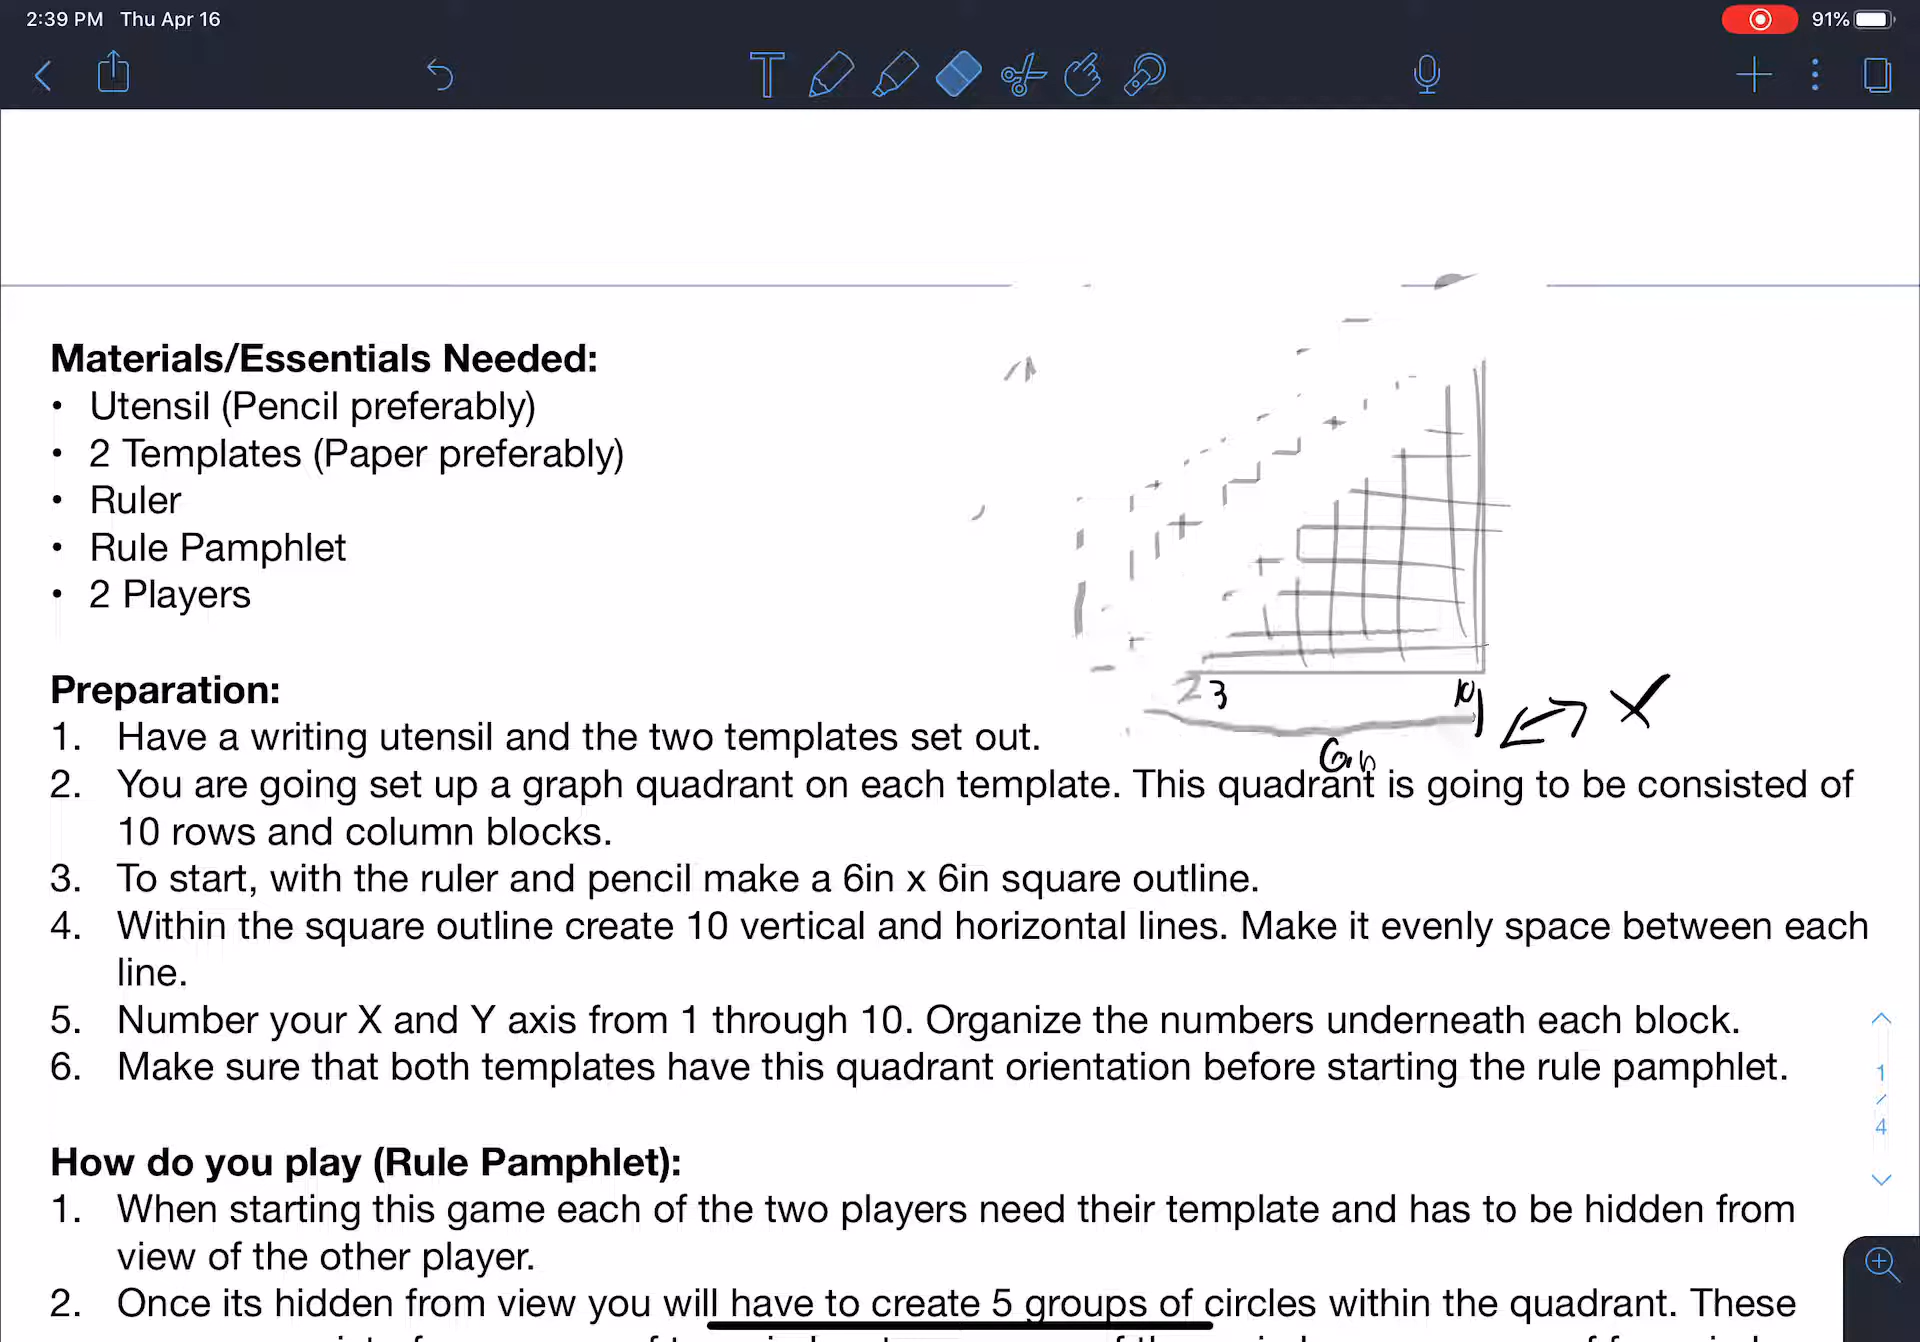 2:39 PM Thu Apr 16
91%
Materials/Essentials Needed:
• Utensil (Pencil preferably)
• 2 Templates (Paper preferably)
• Ruler
• Rule Pamphlet
• 2 Players
2 3 10
X
6in
Preparation:
1. Have a writing utensil and the two templates set out.
2. You are going set up a graph quadrant on each template. This quadrant is going to be consisted of
10 rows and column blocks.
3. To start, with the ruler and pencil make a 6in x 6in square outline.
4. Within the square outline create 10 vertical and horizontal lines. Make it evenly space between each
line.
5. Number your X and Y axis from 1 through 10. Organize the numbers underneath each block.
6. Make sure that both templates have this quadrant orientation before starting the rule pamphlet.
1
/
4
How do you play (Rule Pamphlet):
1. When starting this game each of the two players need their template and has to be hidden from
view of the other player.
2. Once its hidden from view you will have to create 5 groups of circles within the quadrant. These